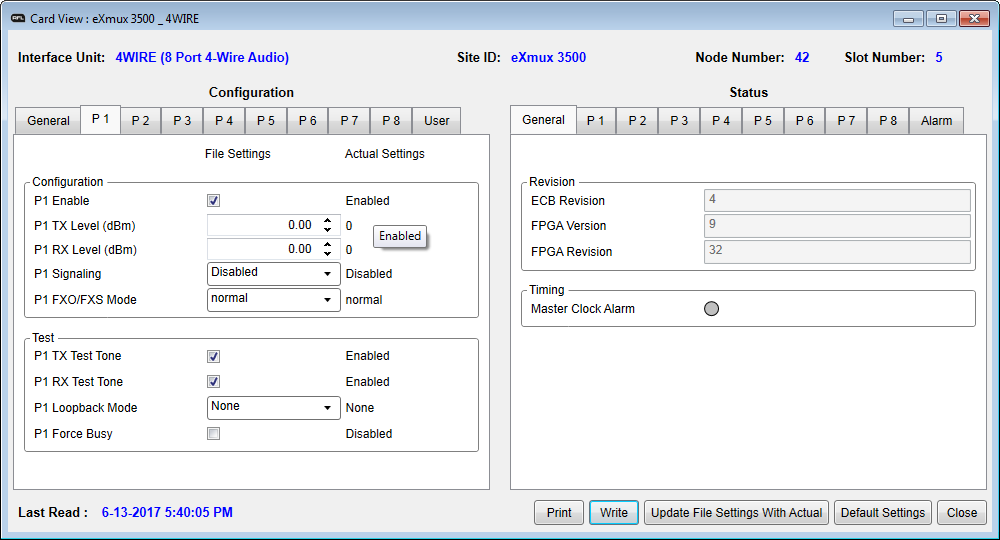 AFL Card View : eXmux 3500 _ 4WIRE
Interface Unit: 4WIRE (8 Port 4-Wire Audio) Site ID: eXmux 3500 Node Number: 42 Slot Number: 5
Configuration
General P 1 P 2 P 3 P 4 P 5 P 6 P 7 P 8 User
File Settings Actual Settings
Configuration
P1 Enable Enabled
P1 TX Level (dBm) 0.00 0
Enabled
P1 RX Level (dBm) 0.00 0
P1 Signaling Disabled Disabled
P1 FXO/FXS Mode normal normal
Test
P1 TX Test Tone Enabled
P1 RX Test Tone Enabled
P1 Loopback Mode None None
P1 Force Busy Disabled
Status
General P 1 P 2 P 3 P 4 P 5 P 6 P 7 P 8 Alarm
Revision
ECB Revision 4
FPGA Version 9
FPGA Revision 32
Timing
Master Clock Alarm
Last Read : 6-13-2017 5:40:05 PM Print Write Update File Settings With Actual Default Settings Close